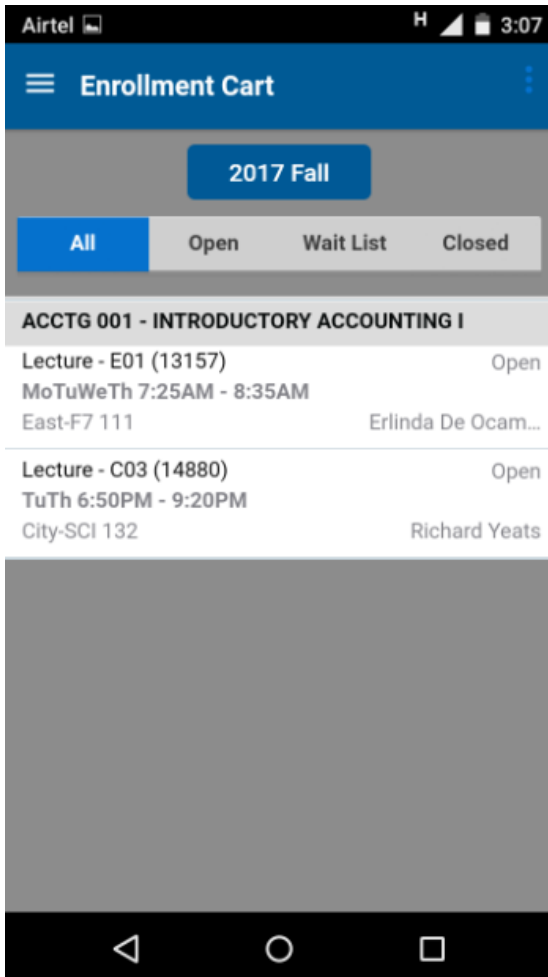 Airtel H 3:07
Enrollment Cart
2017 Fall
All Open Wait List Closed
ACCTG 001 - INTRODUCTORY ACCOUNTING I
Lecture - E01 (13157) Open
MoTuWeTh 7:25AM - 8:35AM
East-F7 111 Erlinda De Ocam...
Lecture - C03 (14880) Open
TuTh 6:50PM - 9:20PM
City-SCI 132 Richard Yeats